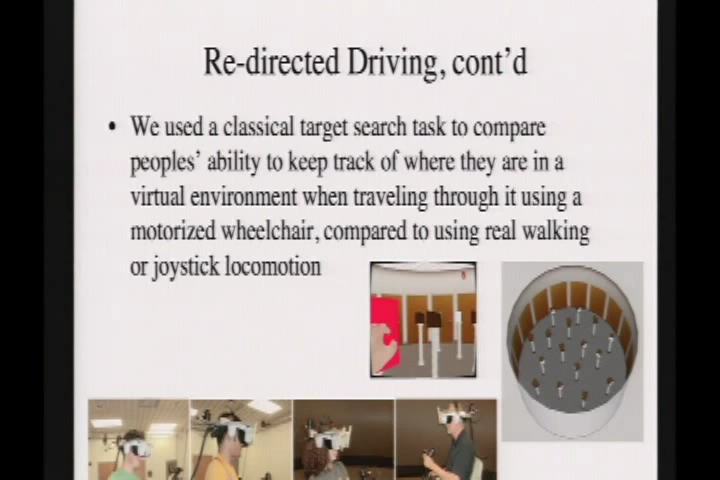 Re-directed Driving, cont'd
• We used a classical target search task to compare
peoples' ability to keep track of where they are in a
virtual environment when traveling through it using a
motorized wheelchair, compared to using real walking
or joystick locomotion